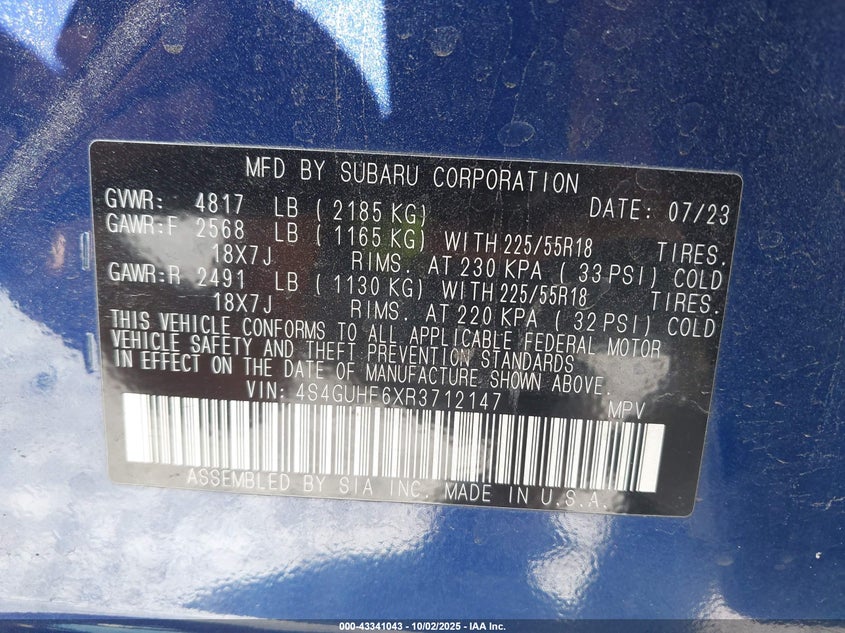 MFD BY SUBARU CORPORATION
GVWR: 4817 LB ( 2185 KG) DATE: 07/23
GAWR:F 2568 LB ( 1165 KG) WITH 225/55R18 TIRES.
18X7J RIMS. AT 230 KPA ( 33 PSI) COLD
GAWR:R 2491 LB ( 1130 KG) WITH 225/55R18 TIRES.
18X7J RIMS. AT 220 KPA ( 32 PSI) COLD
THIS VEHICLE CONFORMS TO ALL APPLICABLE FEDERAL MOTOR
VEHICLE SAFETY AND THEFT PREVENTION STANDARDS
IN EFFECT ON THE DATE OF MANUFACTURE SHOWN ABOVE.
VIN: 4S4GUHF6XR3712147 MPV
ASSEMBLED BY SIA INC. MADE IN U.S.A.
000-43341043 - 10/02/2025 - IAA Inc.